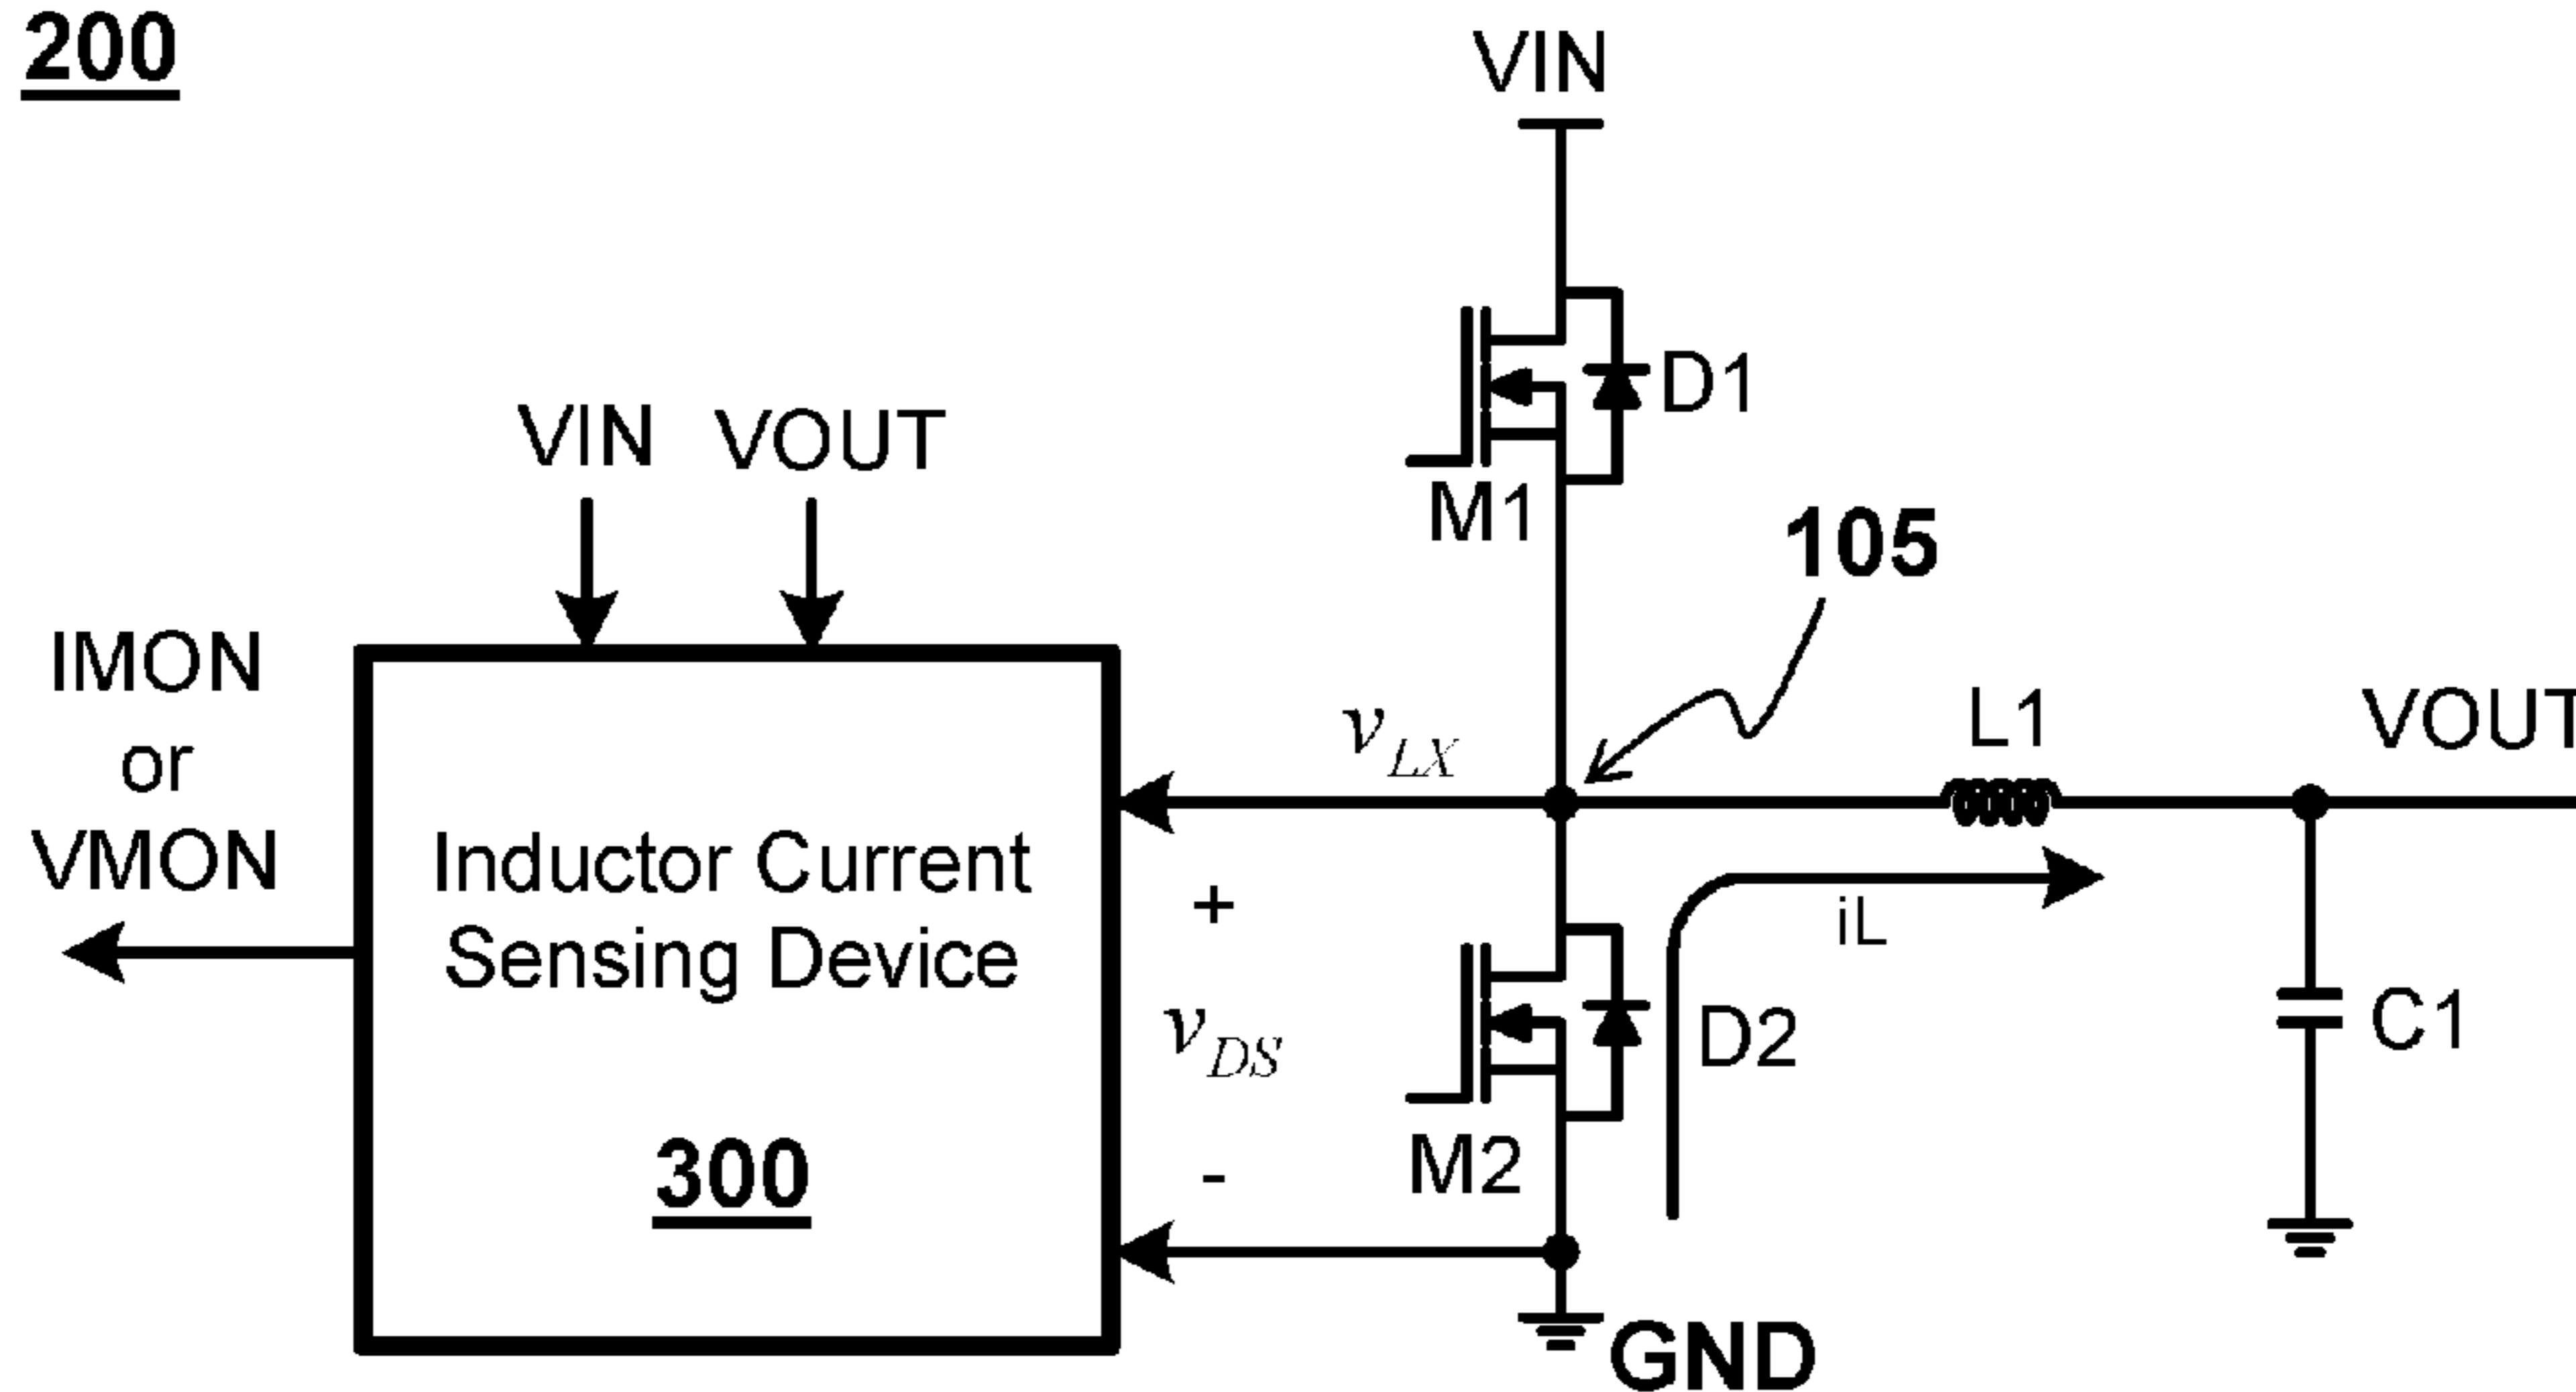 200
VIN
D1
M1
105
VIN VOUT
IMON
or
VMON
Inductor Current
Sensing Device
300
vLX
+
vDS
-
L1
VOUT
iL
D2
M2
C1
GND